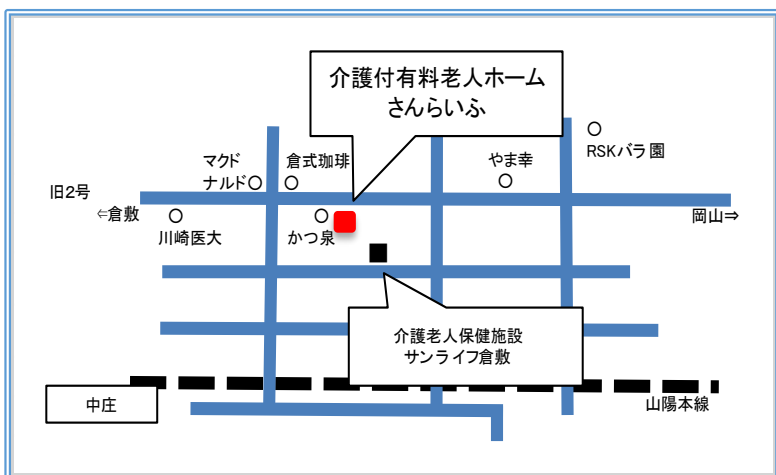 介護付有料老人ホーム
さんらいふ
RSKバラ園
マクド
ナルド
倉式珈琲
やま幸
旧2号
⇐倉敷
岡山⇒
川崎医大
かつ泉
介護老人保健施設
サンライフ倉敷
中庄
山陽本線